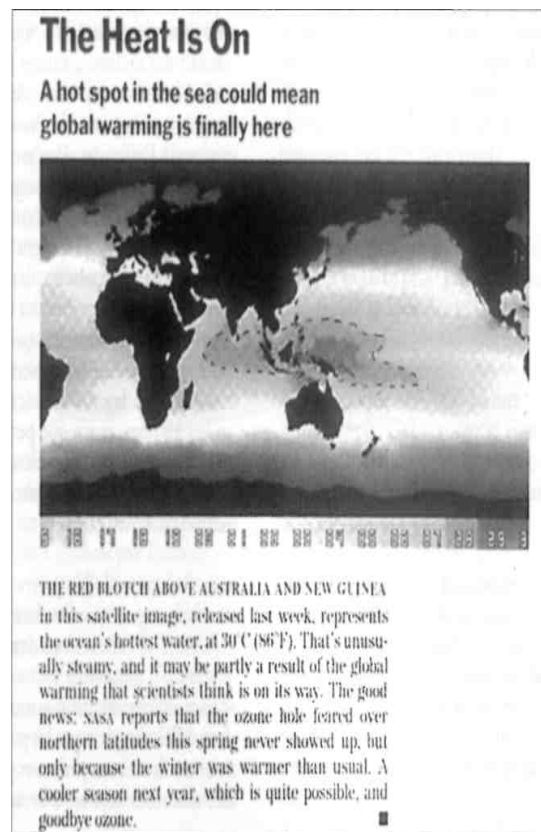 The Heat Is On
A hot spot in the sea could mean
global warming is finally here
THE RED BLOTCH ABOVE AUSTRALIA AND NEW GUINEA
in this satellite image, released last week, represents
the ocean's hottest water, at 30°C (86°F). That's unusu-
ally steamy, and it may be partly a result of the global
warming that scientists think is on its way. The good
news: NASA reports that the ozone hole feared over
northern latitudes this spring never showed up, but
only because the winter was warmer than usual. A
cooler season next year, which is quite possible, and
goodbye ozone.